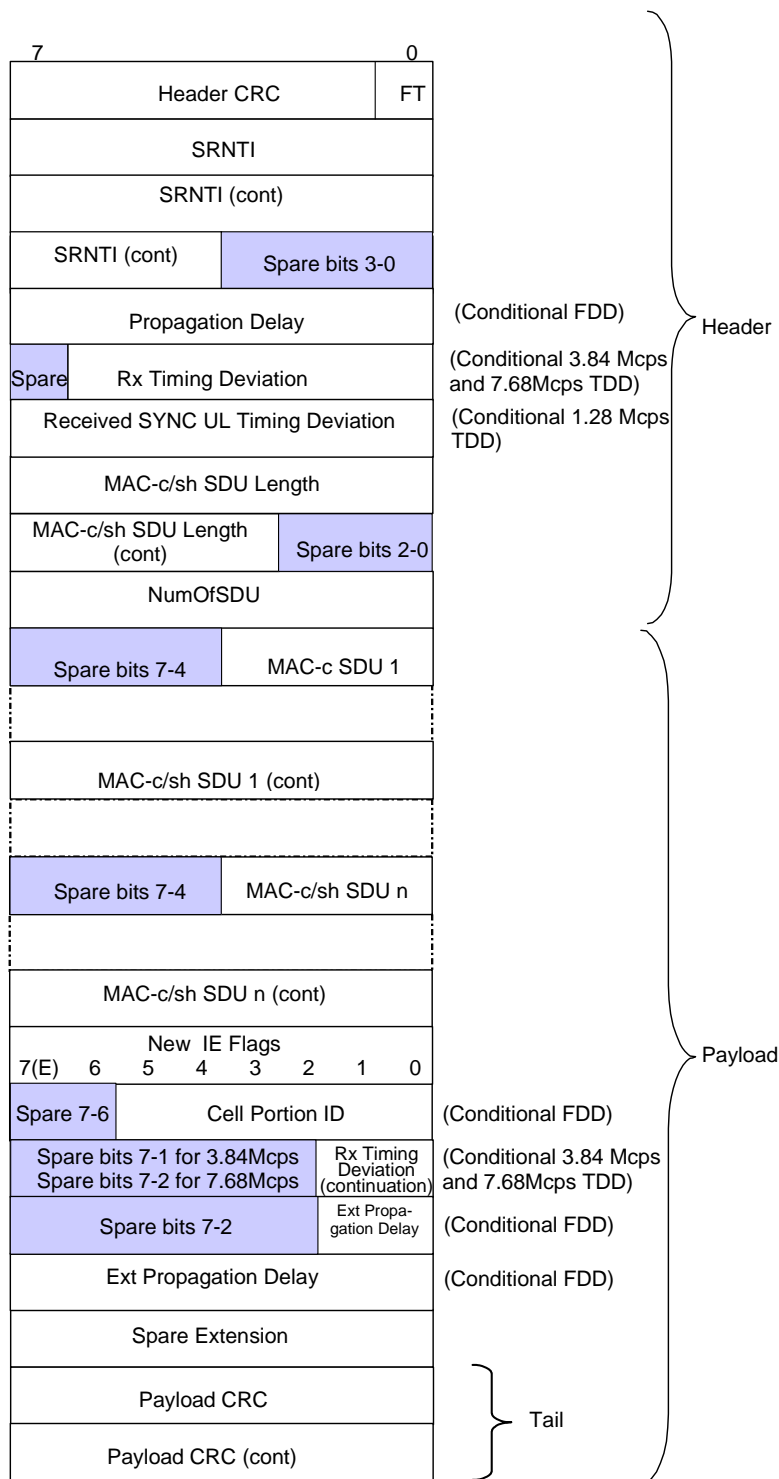 7 0
Header CRC FT
SRNTI
SRNTI (cont)
SRNTI (cont) Spare bits 3-0
Propagation Delay (Conditional FDD)
Header
Spare Rx Timing Deviation (Conditional 3.84 Mcps
and 7.68Mcps TDD)
Received SYNC UL Timing Deviation (Conditional 1.28 Mcps
TDD)
MAC-c/sh SDU Length
MAC-c/sh SDU Length
(cont) Spare bits 2-0
NumOfSDU
Spare bits 7-4 MAC-c SDU 1
MAC-c/sh SDU 1 (cont)
Spare bits 7-4 MAC-c/sh SDU n
MAC-c/sh SDU n (cont)
New IE Flags
7(E) 6 5 4 3 2 1 0
Payload
Spare 7-6 Cell Portion ID (Conditional FDD)
Spare bits 7-1 for 3.84Mcps
Spare bits 7-2 for 7.68Mcps
Rx Timing
Deviation
(continuation)
(Conditional 3.84 Mcps
and 7.68Mcps TDD)
Spare bits 7-2
Ext Propa-
gation Delay
(Conditional FDD)
Ext Propagation Delay (Conditional FDD)
Spare Extension
Payload CRC
Tail
Payload CRC (cont)